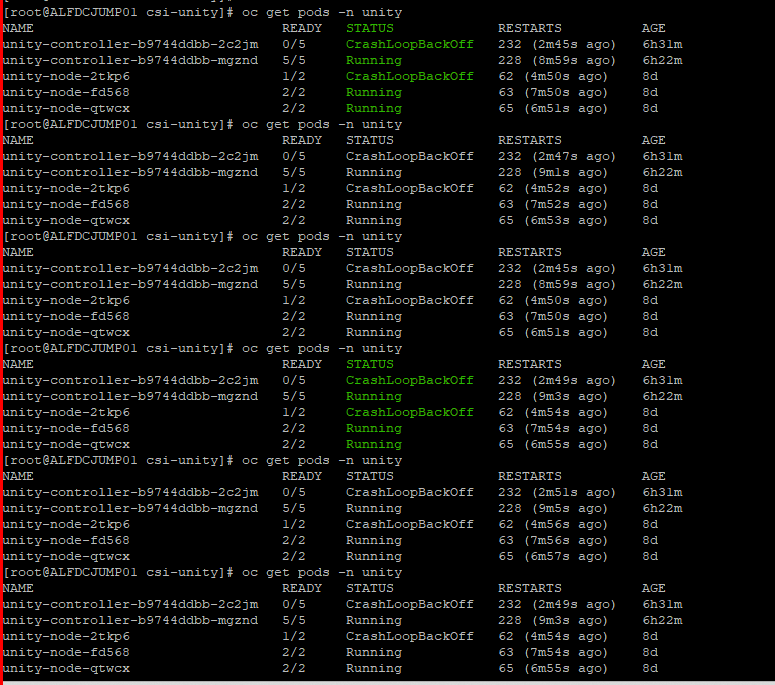 [root@ALFDCJUMP01 csi-unity]# oc get pods -n unity
NAME READY STATUS RESTARTS AGE
unity-controller-b9744ddbb-2c2jm 0/5 CrashLoopBackOff 232 (2m45s ago) 6h31m
unity-controller-b9744ddbb-mgznd 5/5 Running 228 (8m59s ago) 6h22m
unity-node-2tkp6 1/2 CrashLoopBackOff 62 (4m50s ago) 8d
unity-node-fd568 2/2 Running 63 (7m50s ago) 8d
unity-node-qtwcx 2/2 Running 65 (6m51s ago) 8d
[root@ALFDCJUMP01 csi-unity]# oc get pods -n unity
NAME READY STATUS RESTARTS AGE
unity-controller-b9744ddbb-2c2jm 0/5 CrashLoopBackOff 232 (2m47s ago) 6h31m
unity-controller-b9744ddbb-mgznd 5/5 Running 228 (9m1s ago) 6h22m
unity-node-2tkp6 1/2 CrashLoopBackOff 62 (4m52s ago) 8d
unity-node-fd568 2/2 Running 63 (7m52s ago) 8d
unity-node-qtwcx 2/2 Running 65 (6m53s ago) 8d
[root@ALFDCJUMP01 csi-unity]# oc get pods -n unity
NAME READY STATUS RESTARTS AGE
unity-controller-b9744ddbb-2c2jm 0/5 CrashLoopBackOff 232 (2m45s ago) 6h31m
unity-controller-b9744ddbb-mgznd 5/5 Running 228 (8m59s ago) 6h22m
unity-node-2tkp6 1/2 CrashLoopBackOff 62 (4m50s ago) 8d
unity-node-fd568 2/2 Running 63 (7m50s ago) 8d
unity-node-qtwcx 2/2 Running 65 (6m51s ago) 8d
[root@ALFDCJUMP01 csi-unity]# oc get pods -n unity
NAME READY STATUS RESTARTS AGE
unity-controller-b9744ddbb-2c2jm 0/5 CrashLoopBackOff 232 (2m49s ago) 6h31m
unity-controller-b9744ddbb-mgznd 5/5 Running 228 (9m3s ago) 6h22m
unity-node-2tkp6 1/2 CrashLoopBackOff 62 (4m54s ago) 8d
unity-node-fd568 2/2 Running 63 (7m54s ago) 8d
unity-node-qtwcx 2/2 Running 65 (6m55s ago) 8d
[root@ALFDCJUMP01 csi-unity]# oc get pods -n unity
NAME READY STATUS RESTARTS AGE
unity-controller-b9744ddbb-2c2jm 0/5 CrashLoopBackOff 232 (2m51s ago) 6h31m
unity-controller-b9744ddbb-mgznd 5/5 Running 228 (9m5s ago) 6h22m
unity-node-2tkp6 1/2 CrashLoopBackOff 62 (4m56s ago) 8d
unity-node-fd568 2/2 Running 63 (7m56s ago) 8d
unity-node-qtwcx 2/2 Running 65 (6m57s ago) 8d
[root@ALFDCJUMP01 csi-unity]# oc get pods -n unity
NAME READY STATUS RESTARTS AGE
unity-controller-b9744ddbb-2c2jm 0/5 CrashLoopBackOff 232 (2m49s ago) 6h31m
unity-controller-b9744ddbb-mgznd 5/5 Running 228 (9m3s ago) 6h22m
unity-node-2tkp6 1/2 CrashLoopBackOff 62 (4m54s ago) 8d
unity-node-fd568 2/2 Running 63 (7m54s ago) 8d
unity-node-qtwcx 2/2 Running 65 (6m55s ago) 8d